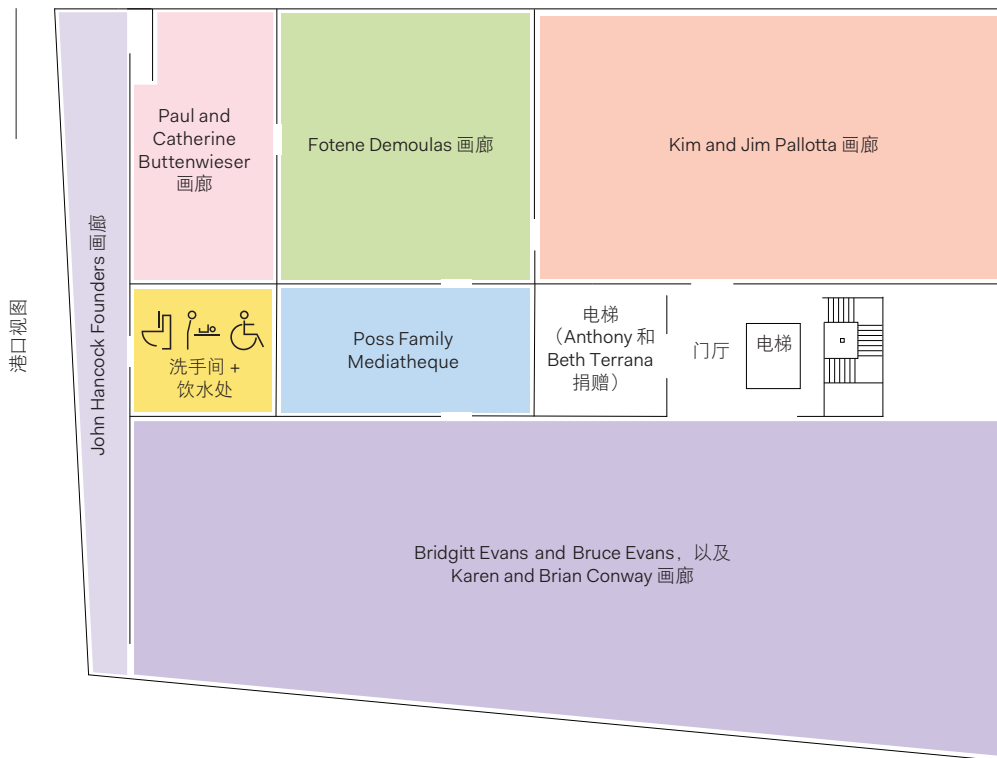 港口视图
John Hancock Founders 画廊
Paul and
Catherine
Buttenwieser
画廊
Fotene Demoulas 画廊
Kim and Jim Pallotta 画廊
洗手间 +
饮水处
Poss Family
Mediatheque
电梯
（Anthony 和
Beth Terrana
捐赠）
门厅
电梯
Bridgitt Evans and Bruce Evans，以及
Karen and Brian Conway 画廊